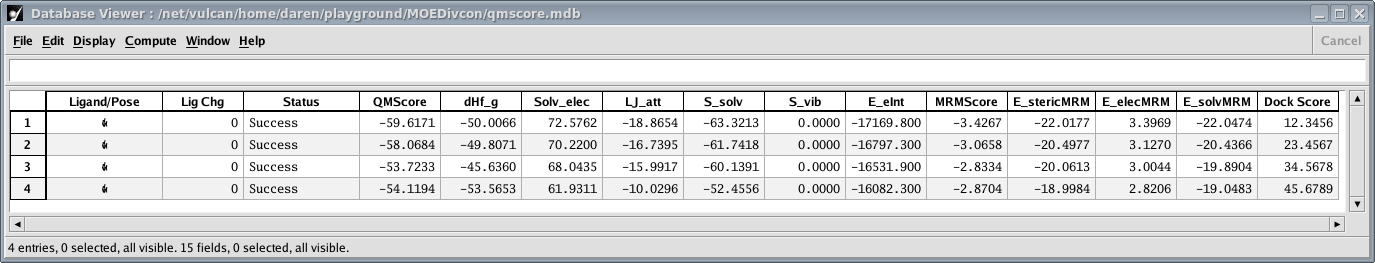 Database Viewer : /net/vulcan/home/daren/playground/MOEDivcon/qmscore.mdb
File Edit Display Compute Window Help Cancel
Ligand/Pose Lig Chg Status QMScore dHf_g Solv_elec LJ_att S_solv S_vib E_eInt MRMScore E_stericMRM E_elecMRM E_solvMRM Dock Score
1 0 Success -59.6171 -50.0066 72.5762 -18.8654 -63.3213 0.0000 -17169.800 -3.4267 -22.0177 3.3969 -22.0474 12.3456
2 0 Success -58.0684 -49.8071 70.2200 -16.7395 -61.7418 0.0000 -16797.300 -3.0658 -20.4977 3.1270 -20.4366 23.4567
3 0 Success -53.7233 -45.6360 68.0435 -15.9917 -60.1391 0.0000 -16531.900 -2.8334 -20.0613 3.0044 -19.8904 34.5678
4 0 Success -54.1194 -53.5653 61.9311 -10.0296 -52.4556 0.0000 -16082.300 -2.8704 -18.9984 2.8206 -19.0483 45.6789
4 entries, 0 selected, all visible. 15 fields, 0 selected, all visible.